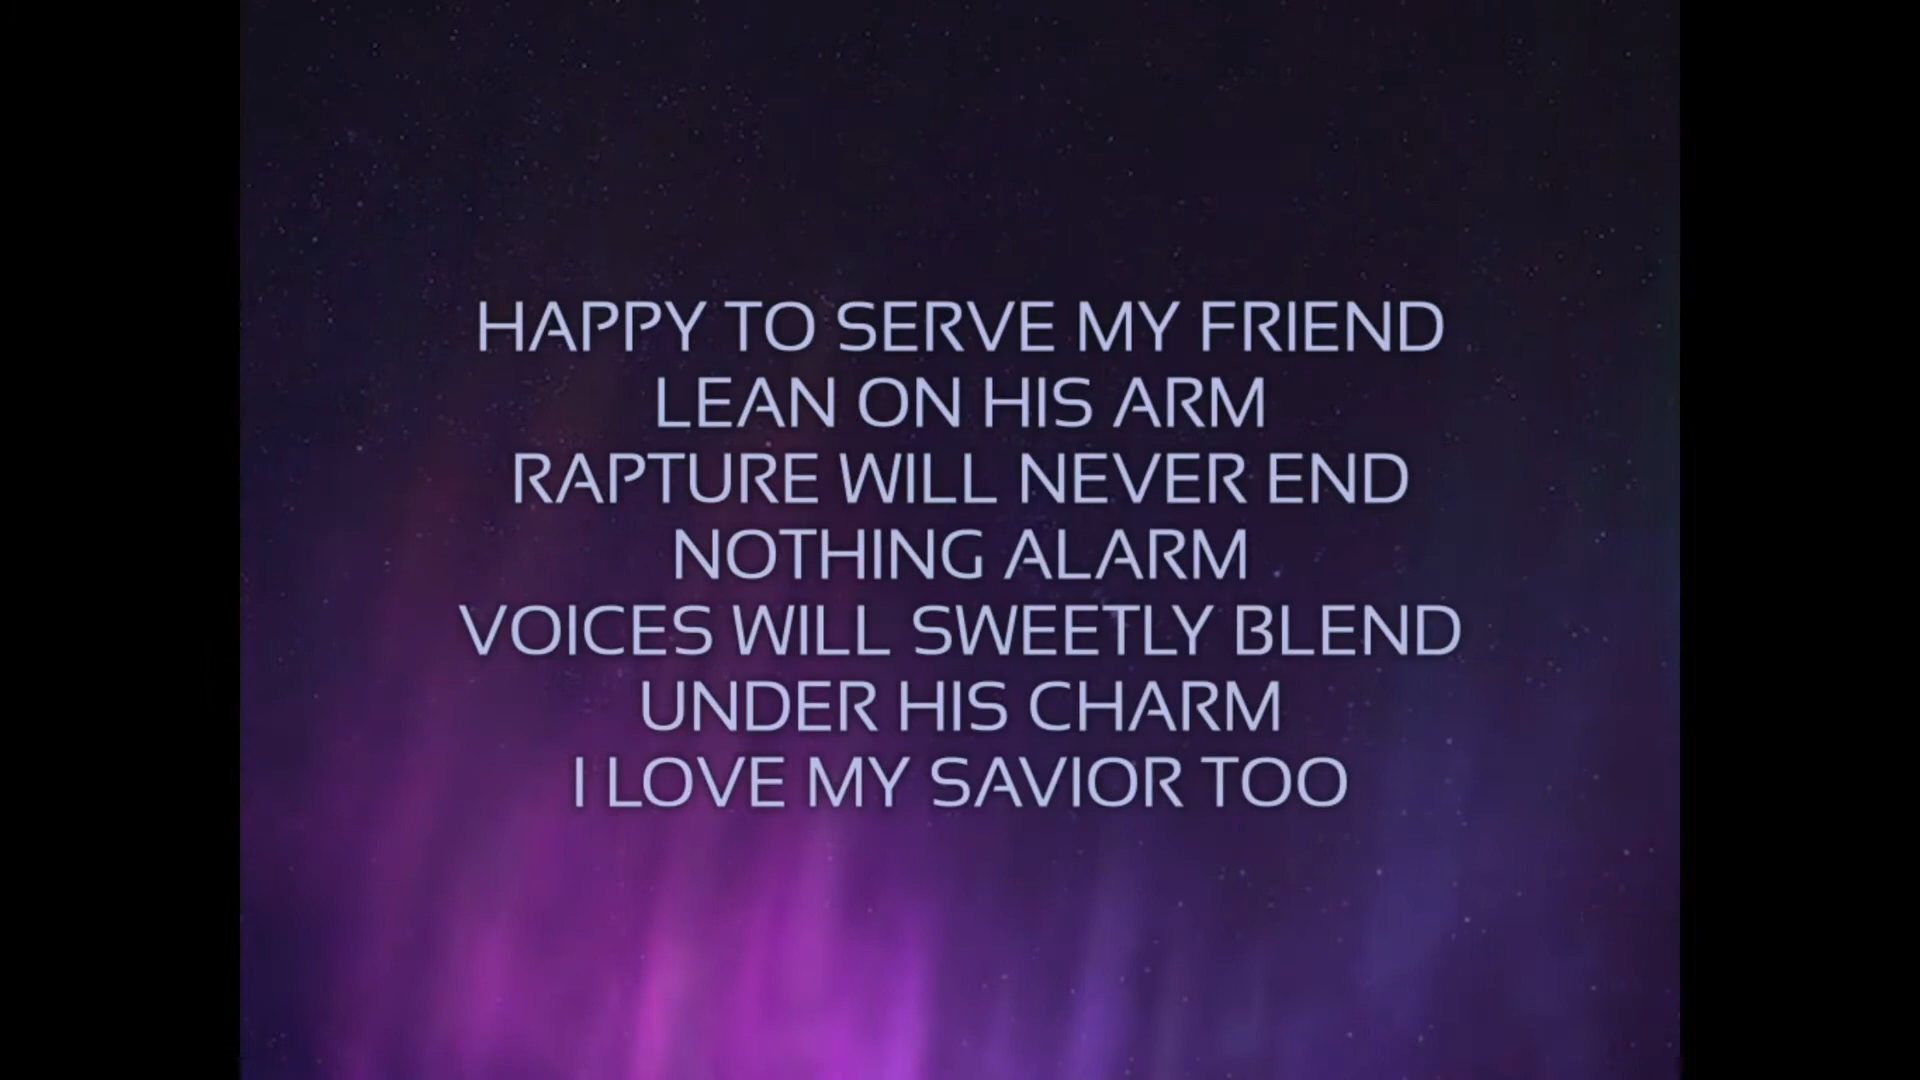 HAPPY TO SERVE MY FRIEND
LEAN ON HIS ARM
RAPTURE WILL NEVER END
NOTHING ALARM
VOICES WILL SWEETLY BLEND
UNDER HIS CHARM
I LOVE MY SAVIOR TOO